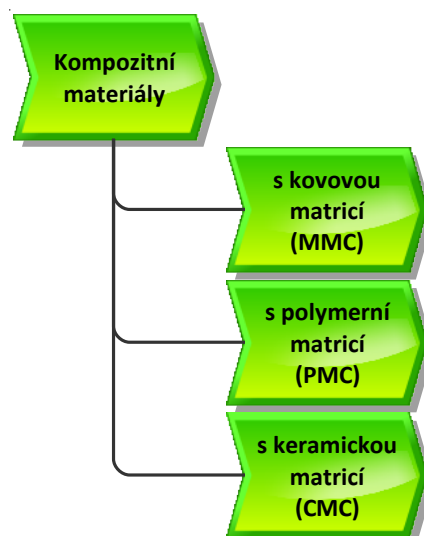 Kompozitní
materiály
s kovovou
matricí
(MMC)
s polymerní
matricí
(PMC)
s keramickou
matricí
(CMC)